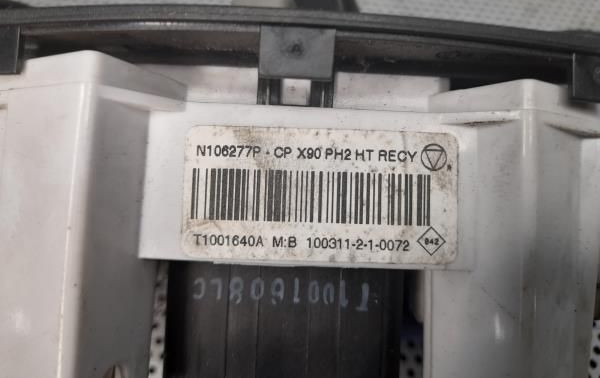 N106277P - CP X90 PH2 HT RECY
T1001640A M:B 100311-2-1-0072
842
T1001608LC